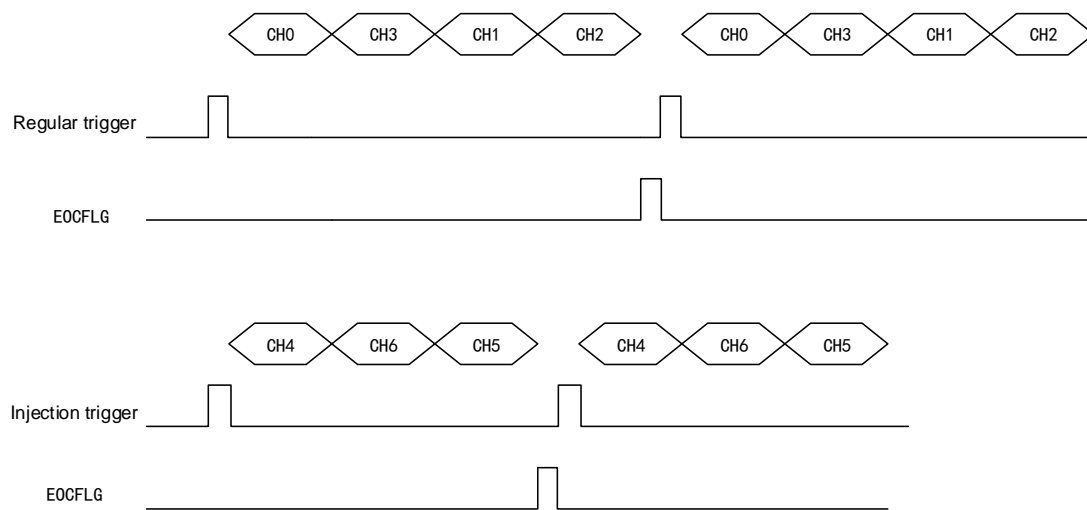 CH0 CH3 CH1 CH2 CH0 CH3 CH1 CH2
Regular trigger
EOCFLG
CH4 CH6 CH5 CH4 CH6 CH5
Injection trigger
EOCFLG